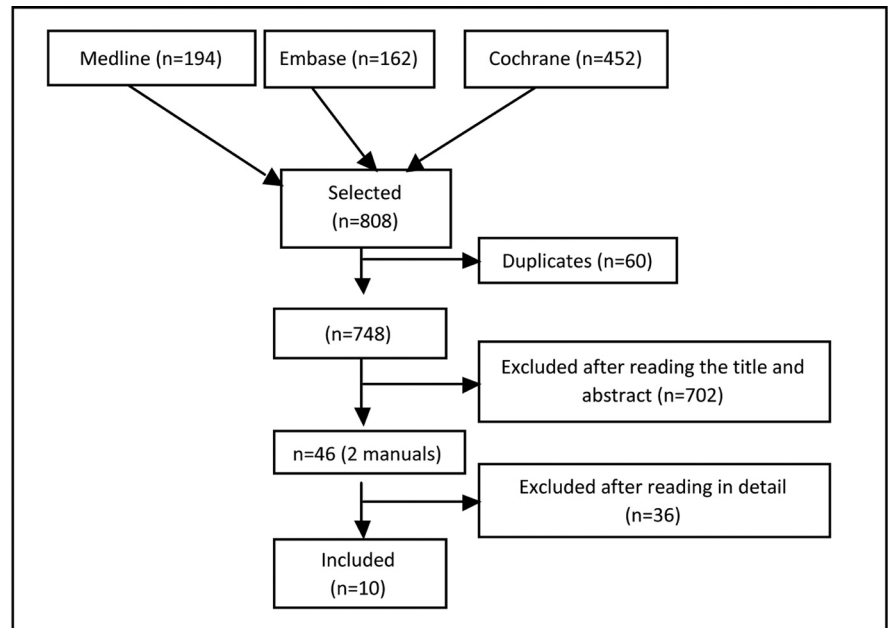 Medline (n=194)
Embase (n=162)
Cochrane (n=452)
Selected
(n=808)
Duplicates (n=60)
(n=748)
Excluded after reading the title and
abstract (n=702)
n=46 (2 manuals)
Excluded after reading in detail
(n=36)
Included
(n=10)